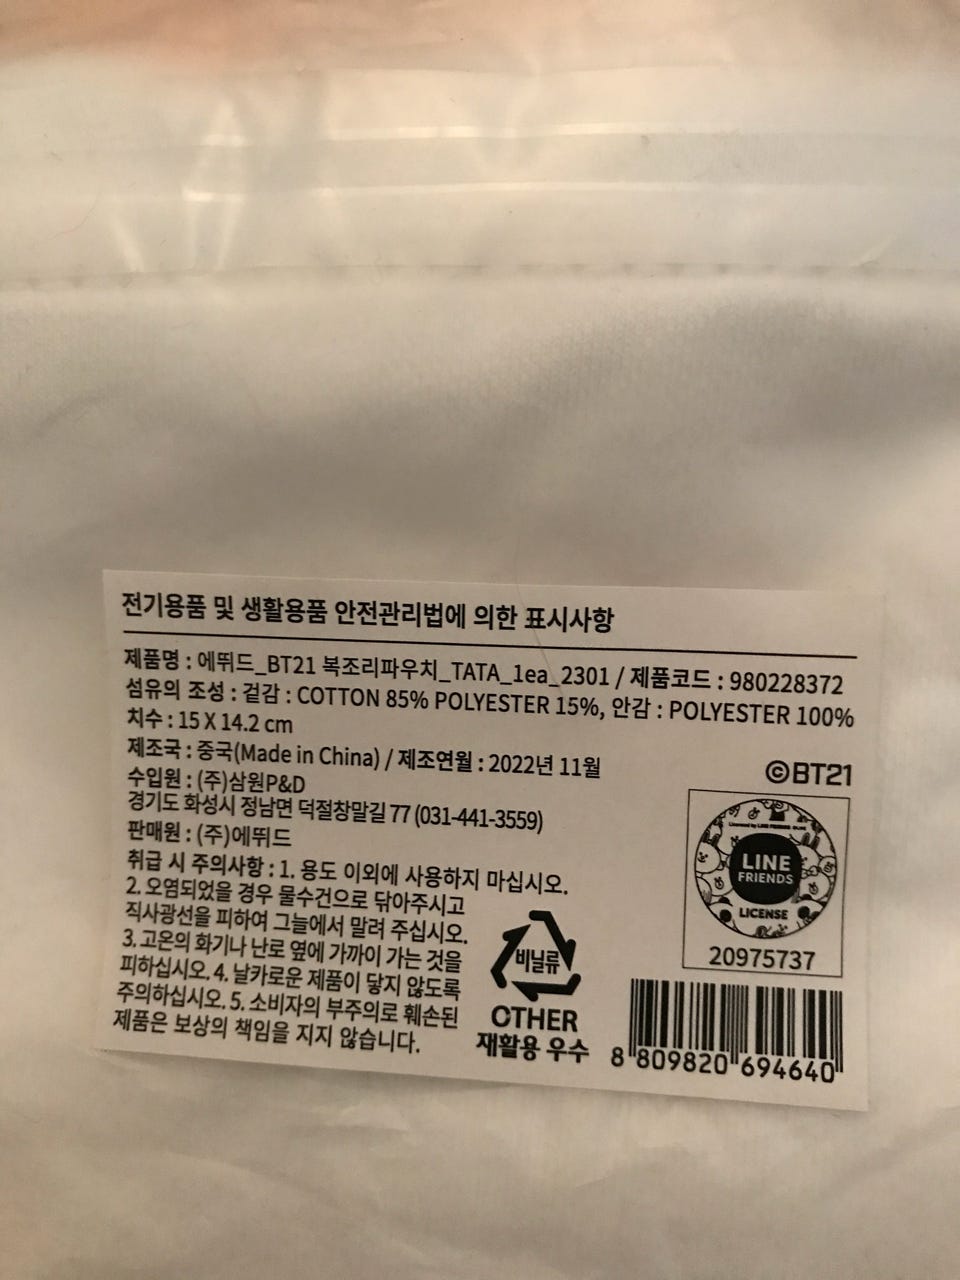 전기용품 및 생활용품 안전관리법에 의한 표시사항
제품명 : 에뛰드_BT21 복조리파우치_TATA_1ea_2301 / 제품코드 : 980228372
섬유의 조성 : 겉감 : COTTON 85% POLYESTER 15%, 안감 : POLYESTER 100%
치수 : 15 X 14.2 cm
제조국 : 중국(Made in China) / 제조연월 : 2022년 11월
수입원 : (주)삼원P&D
경기도 화성시 정남면 덕절창말길 77 (031-441-3559)
판매원 : (주)에뛰드
취급 시 주의사항 : 1. 용도 이외에 사용하지 마십시오.
2. 오염되었을 경우 물수건으로 닦아주시고
직사광선을 피하여 그늘에서 말려 주십시오.
3. 고온의 화기나 난로 옆에 가까이 가는 것을
피하십시오. 4. 날카로운 제품이 닿지 않도록
주의하십시오. 5. 소비자의 부주의로 훼손된
제품은 보상의 책임을 지지 않습니다.
비닐류
OTHER
재활용 우수
©BT21
LINE
FRIENDS
LICENSE
20975737
8 809820 694640